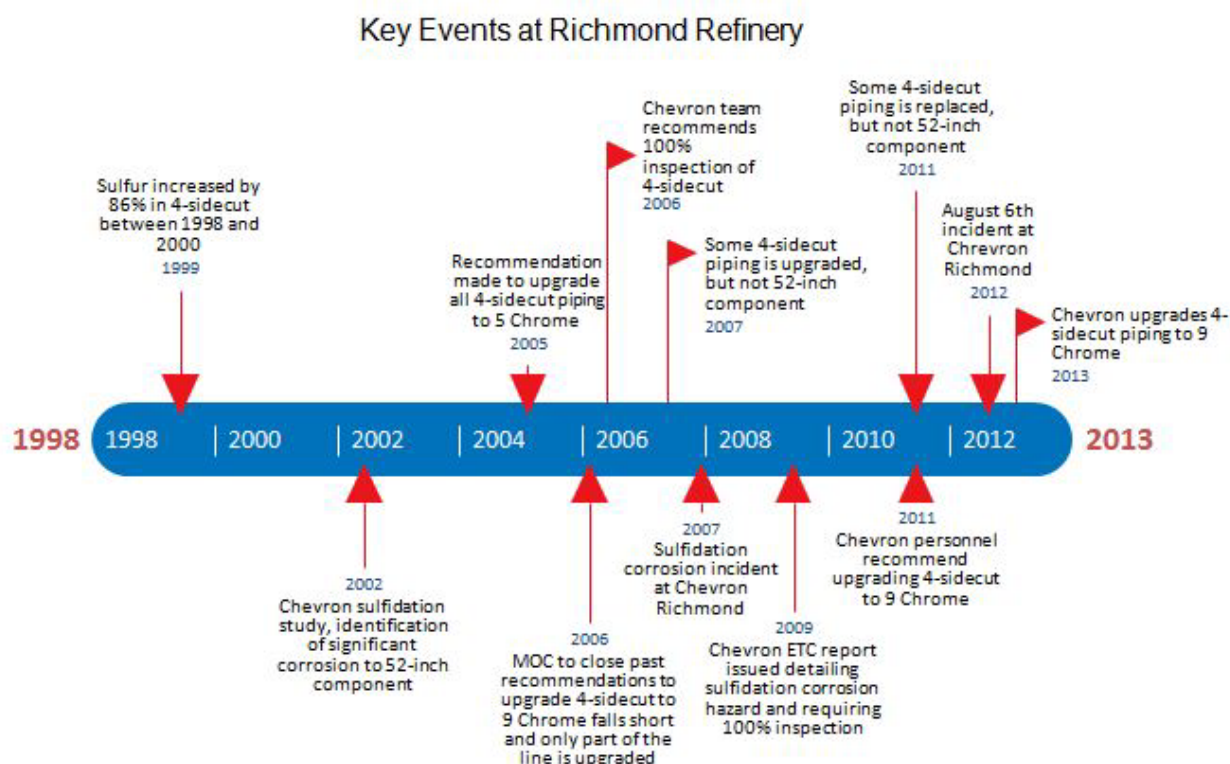 Key Events at Richmond Refinery
Sulfur increased by
86% in 4-sidecut
between 1998 and
2000
1999
Recommendation
made to upgrade
all 4-sidecut piping
to 5 Chrome
2005
Chevron team
recommends
100%
inspection of
4-sidecut
2006
Some 4-sidecut
piping is upgraded,
but not 52-inch
component
2007
Some 4-sidecut
piping is replaced,
but not 52-inch
component
2011
August 6th
incident at
Chrevron
Richmond
2012
Chevron upgrades 4-
sidecut piping to 9
Chrome
2013
1998
1998
2000
2002
2004
2006
2008
2010
2012
2013
2002
Chevron sulfidation
study, identification
of significant
corrosion to 52-inch
component
2006
MOC to close past
recommendations to
upgrade 4-sidecut to
9 Chrome falls short
and only part of the
line is upgraded
2007
Sulfidation
corrosion incident
at Chevron
Richmond
2009
Chevron ETC report
issued detailing
sulfidation corrosion
hazard and requiring
100% inspection
2011
Chevron personnel
recommend
upgrading 4-sidecut
to 9 Chrome